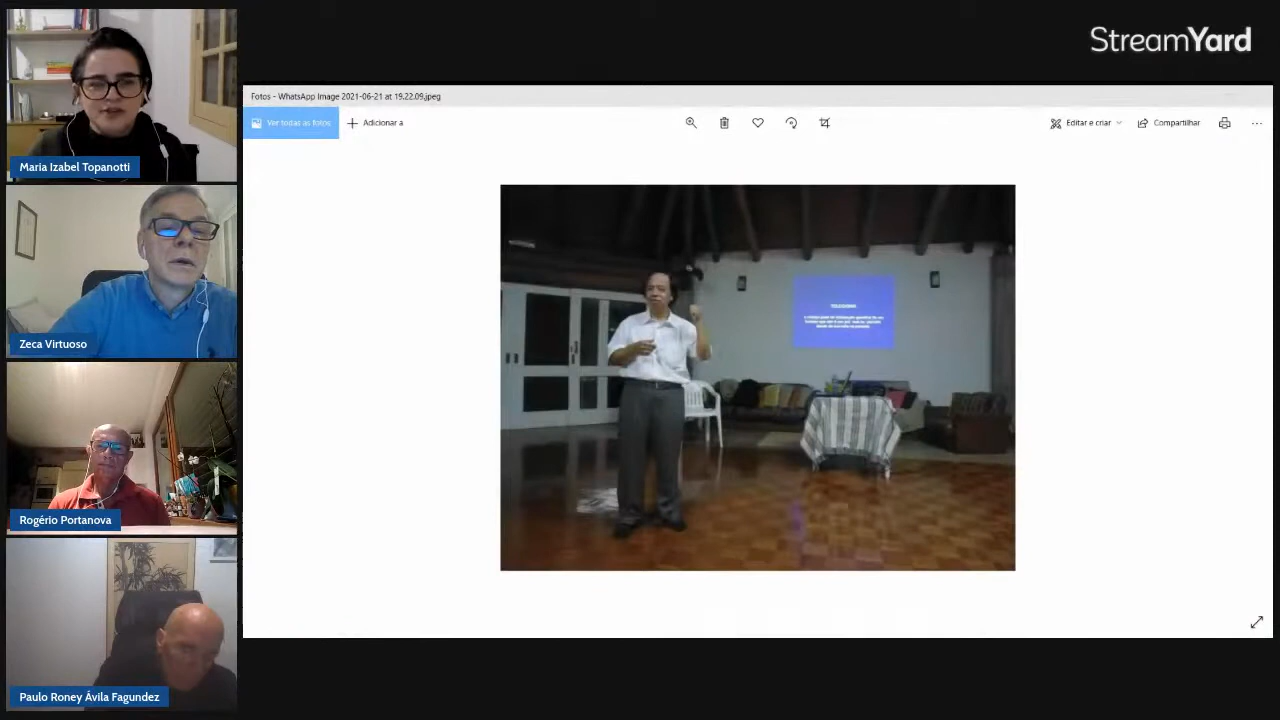 StreamYard
Fotos - WhatsApp Image 2021-06-21 at 19.22.09.jpeg
Ver todas as fotos
Adicionar a
Editar e criar
Compartilhar
Maria Izabel Topanotti
Zeca Virtuoso
Rogério Portanova
Paulo Roney Ávila Fagundez